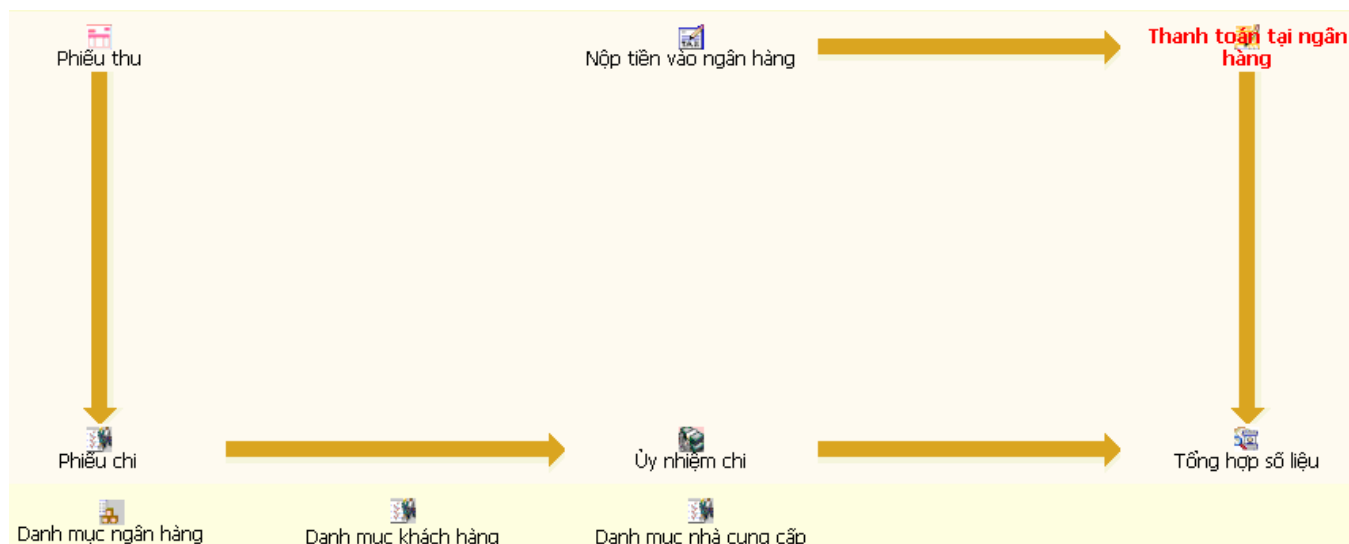 Phiếu thu
Nộp tiền vào ngân hàng
Thanh toán tại ngân
hàng
Phiếu chi
Ủy nhiệm chi
Tổng hợp số liệu
Danh mục ngân hàng
Danh mục khách hàng
Danh mục nhà cung cấp